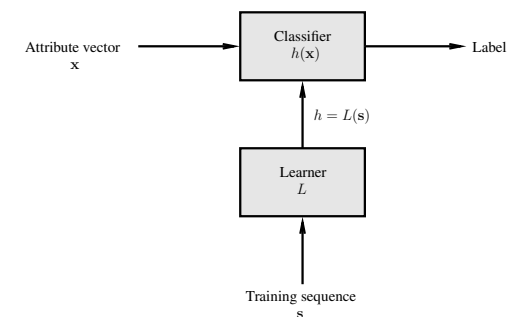 Classifier
h(x)
Attribute vector
x
Label
h = L(s)
Learner
L
Training sequence
s